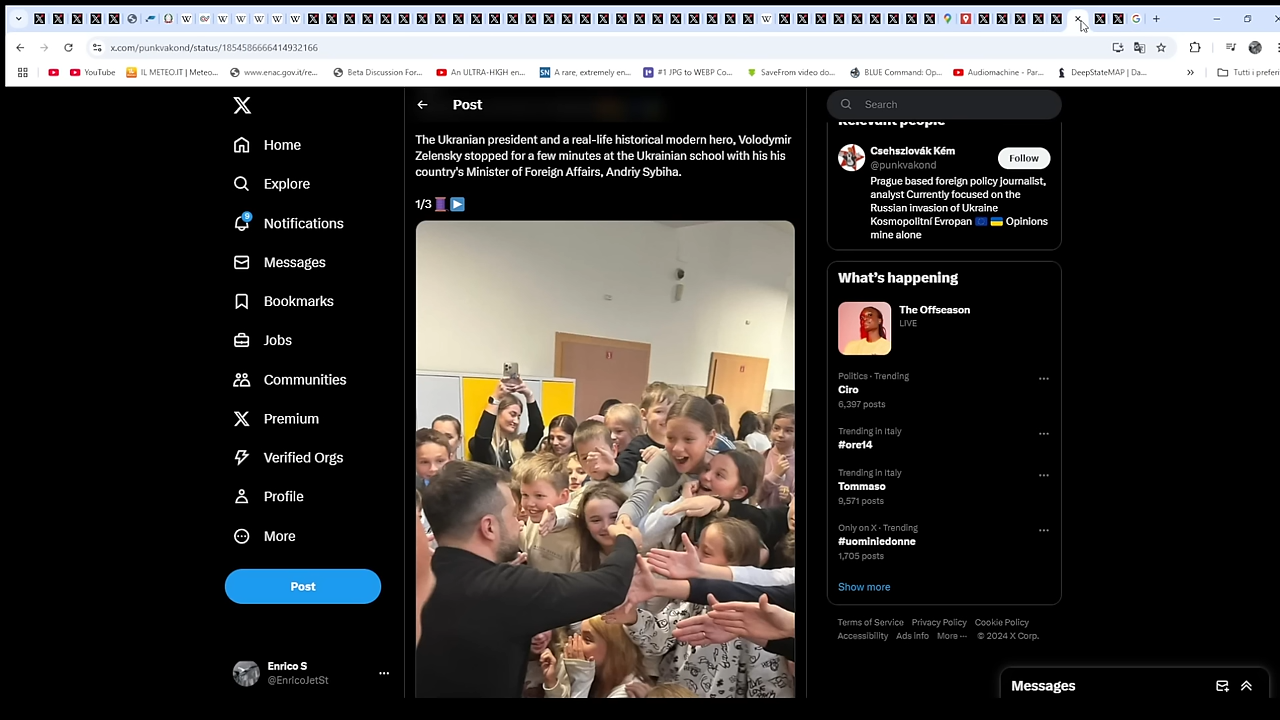 x.com/punkvakond/status/1854586666414932166
YouTube
IL METEO.IT | Meteo...
www.enac.gov.it/re...
Beta Discussion For...
An ULTRA-HIGH en...
SN A rare, extremely en...
#1 JPG to WEBP Co...
SaveFrom video do...
BLUE Command: Op...
Audiomachine - Par...
DeepStateMAP | Da...
»
Tutti i preferi
Home
Explore
9
Notifications
Messages
Bookmarks
Jobs
Communities
Premium
Verified Orgs
Profile
More
Post
Enrico S
@EnricoJetSt
Post
The Ukranian president and a real-life historical modern hero, Volodymir
Zelensky stopped for a few minutes at the Ukrainian school with his his
country's Minister of Foreign Affairs, Andriy Sybiha.
1/3
Search
Relevant people
Csehszlovák Kém
@punkvakond
Follow
Prague based foreign policy journalist,
analyst Currently focused on the
Russian invasion of Ukraine
Kosmopolitní Evropan 🇪🇺 🇺🇦 Opinions
mine alone
What's happening
The Offseason
LIVE
Politics · Trending
Ciro
6,397 posts
Trending in Italy
#ore14
Trending in Italy
Tommaso
9,571 posts
Only on X · Trending
#uominiedonne
1,705 posts
Show more
Terms of Service Privacy Policy Cookie Policy
Accessibility Ads info More ··· © 2024 X Corp.
Messages